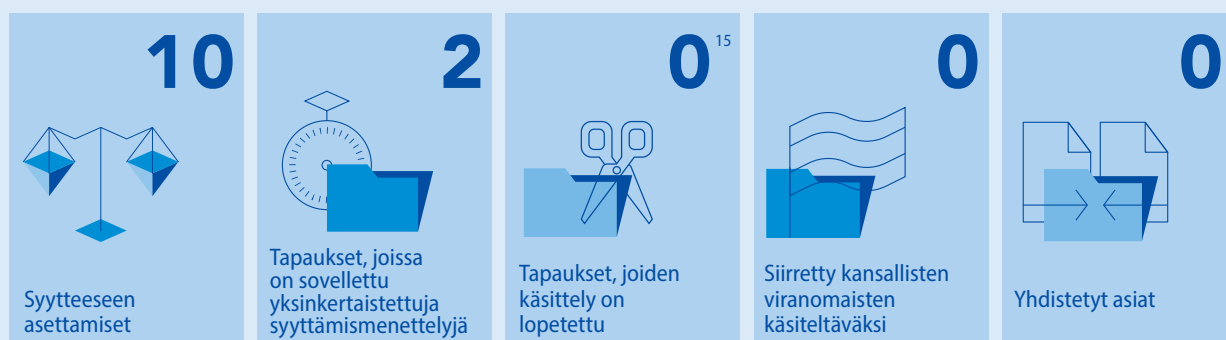 10
Syytteeseen
asettamiset
2
Tapaukset, joissa
on sovellettu
yksinkertaistettuja
syyttämismenettelyjä
0 15
Tapaukset, joiden
käsittely on
lopetettu
0
Siirretty kansallisten
viranomaisten
käsiteltäväksi
0
Yhdistetyt asiat